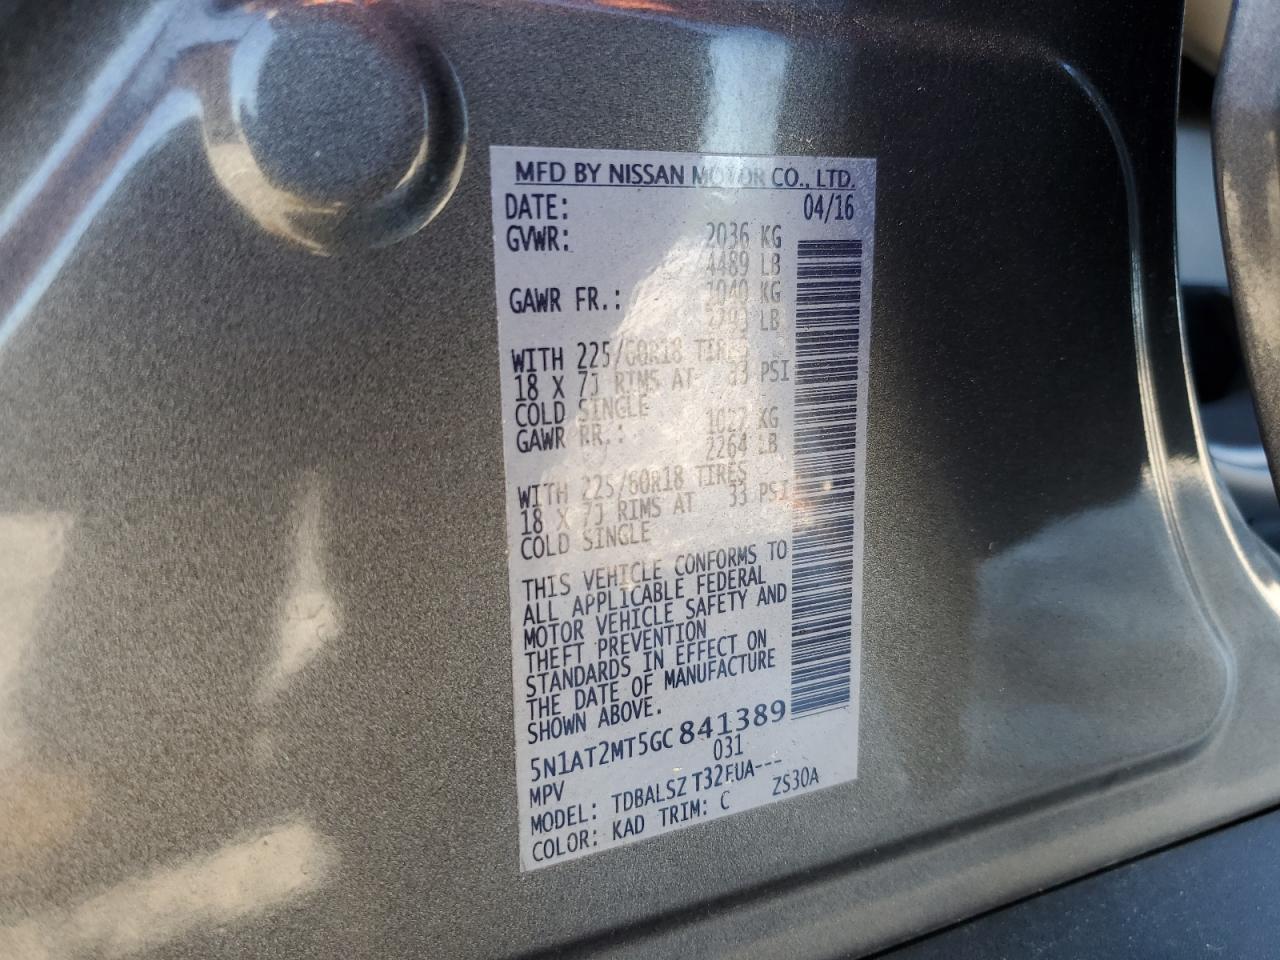 MFD BY NISSAN MOTOR CO., LTD.
DATE: 04/16
GVWR: 2036 KG
4489 LB
GAWR FR.: 1040 KG
2293 LB
WITH 225/60R18 TIRES
18 X 7J RIMS AT 33 PSI
COLD SINGLE
GAWR RR.: 1027 KG
2264 LB
WITH 225/60R18 TIRES
18 X 7J RIMS AT 33 PSI
COLD SINGLE
THIS VEHICLE CONFORMS TO
ALL APPLICABLE FEDERAL
MOTOR VEHICLE SAFETY AND
THEFT PREVENTION
STANDARDS IN EFFECT ON
THE DATE OF MANUFACTURE
SHOWN ABOVE.
5N1AT2MT5GC841389
MPV 031
MODEL: TDBALSZ T32EUA---
COLOR: KAD TRIM: C ZS30A